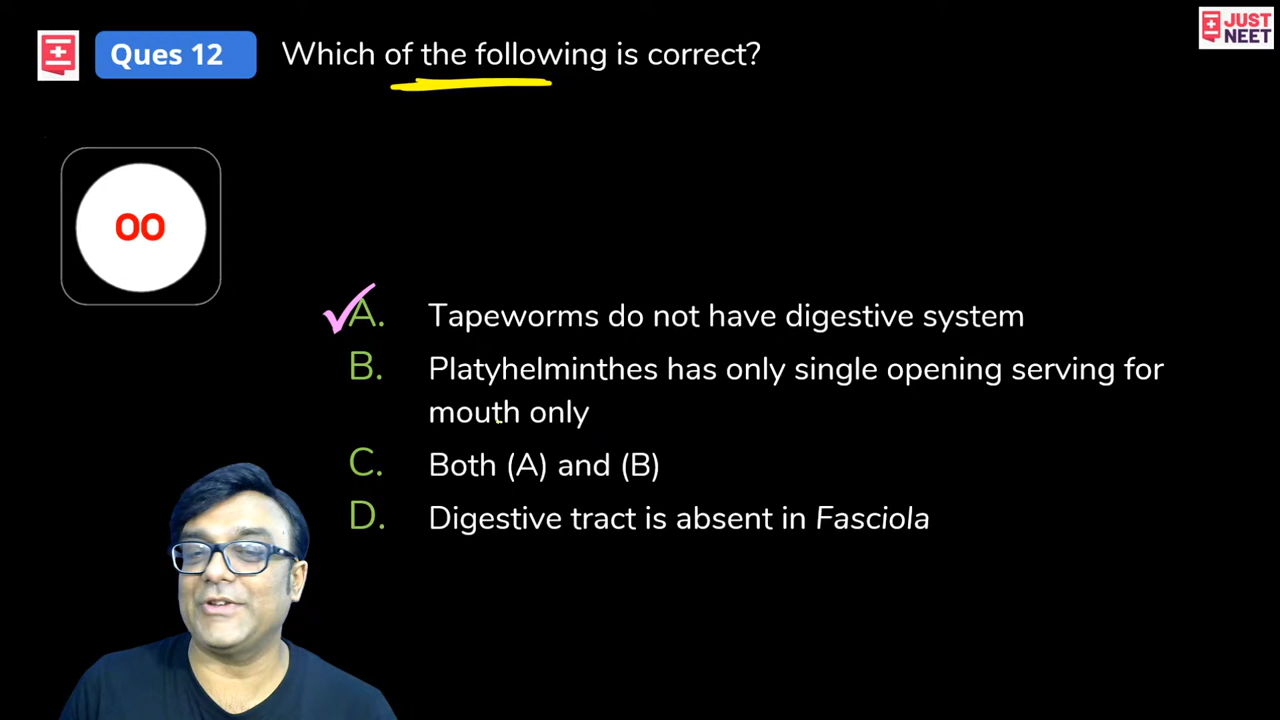 Ques 12 Which of the following is correct?
JUST
NEET
00
A. Tapeworms do not have digestive system
B. Platyhelminthes has only single opening serving for
mouth only
C. Both (A) and (B)
D. Digestive tract is absent in Fasciola